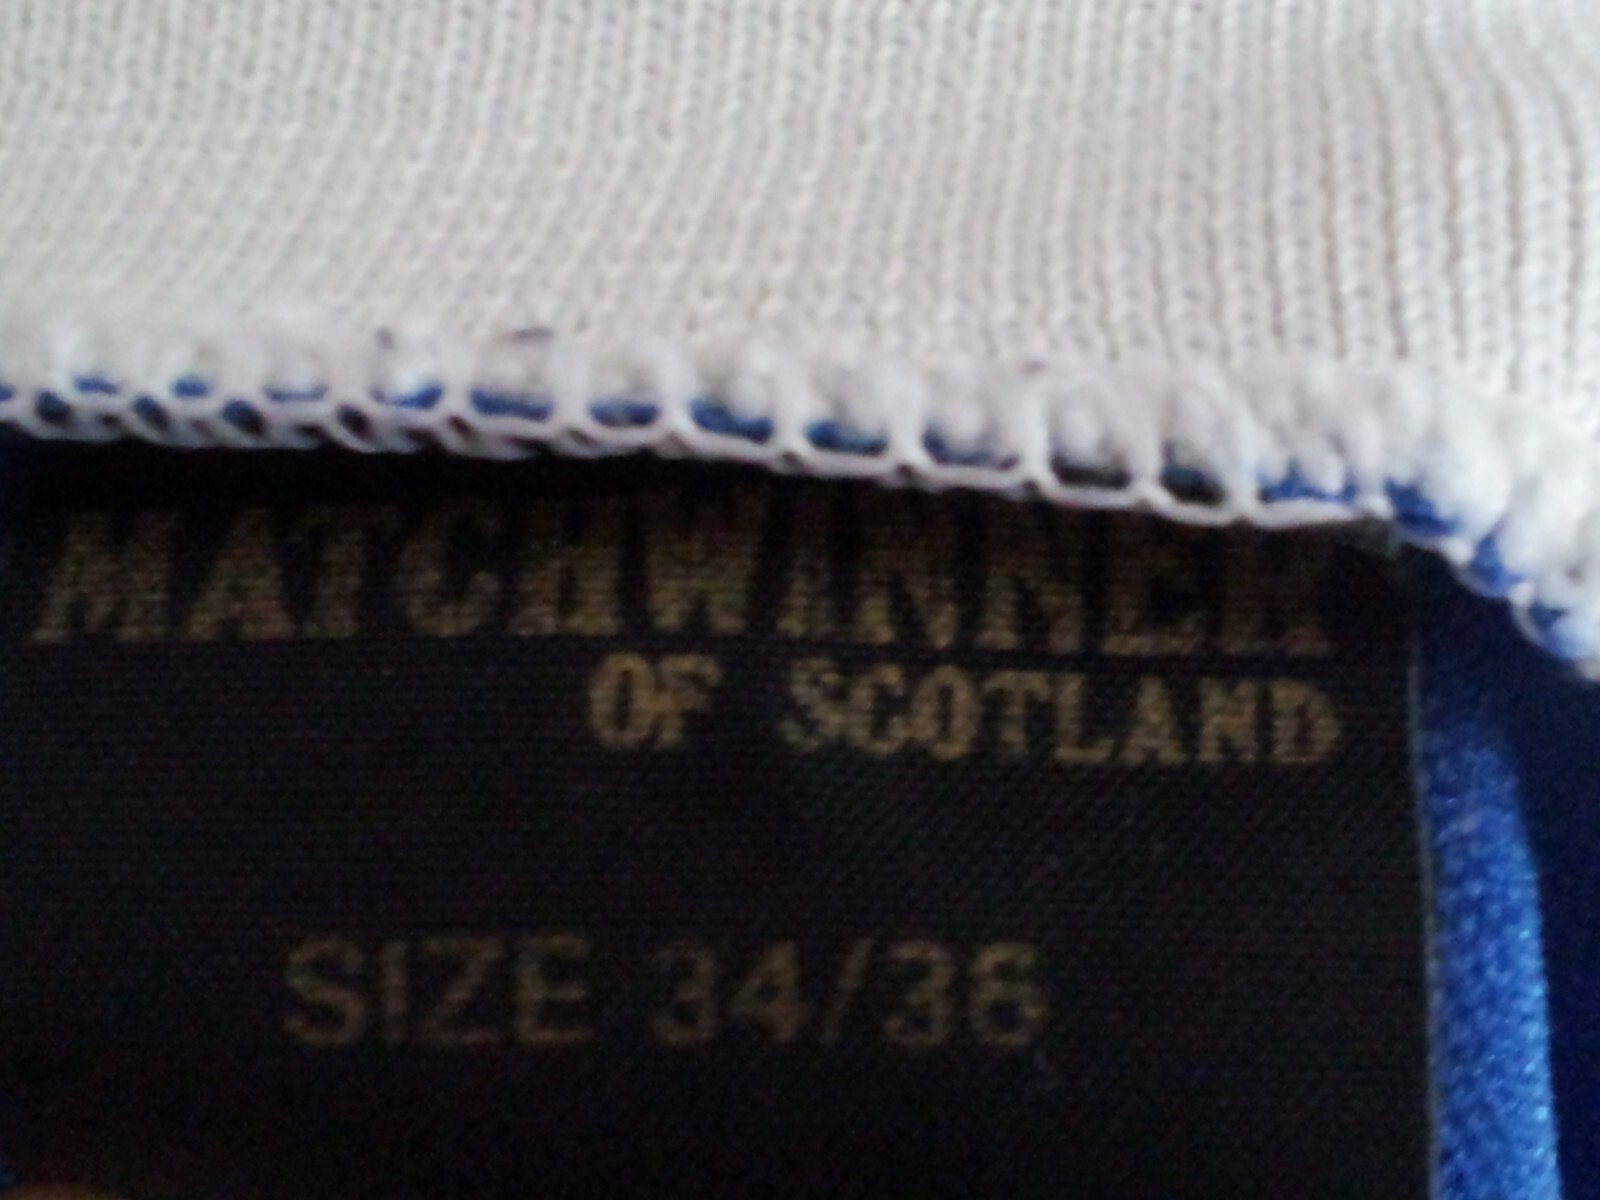 MATCHWINNER
OF SCOTLAND
SIZE 34/36